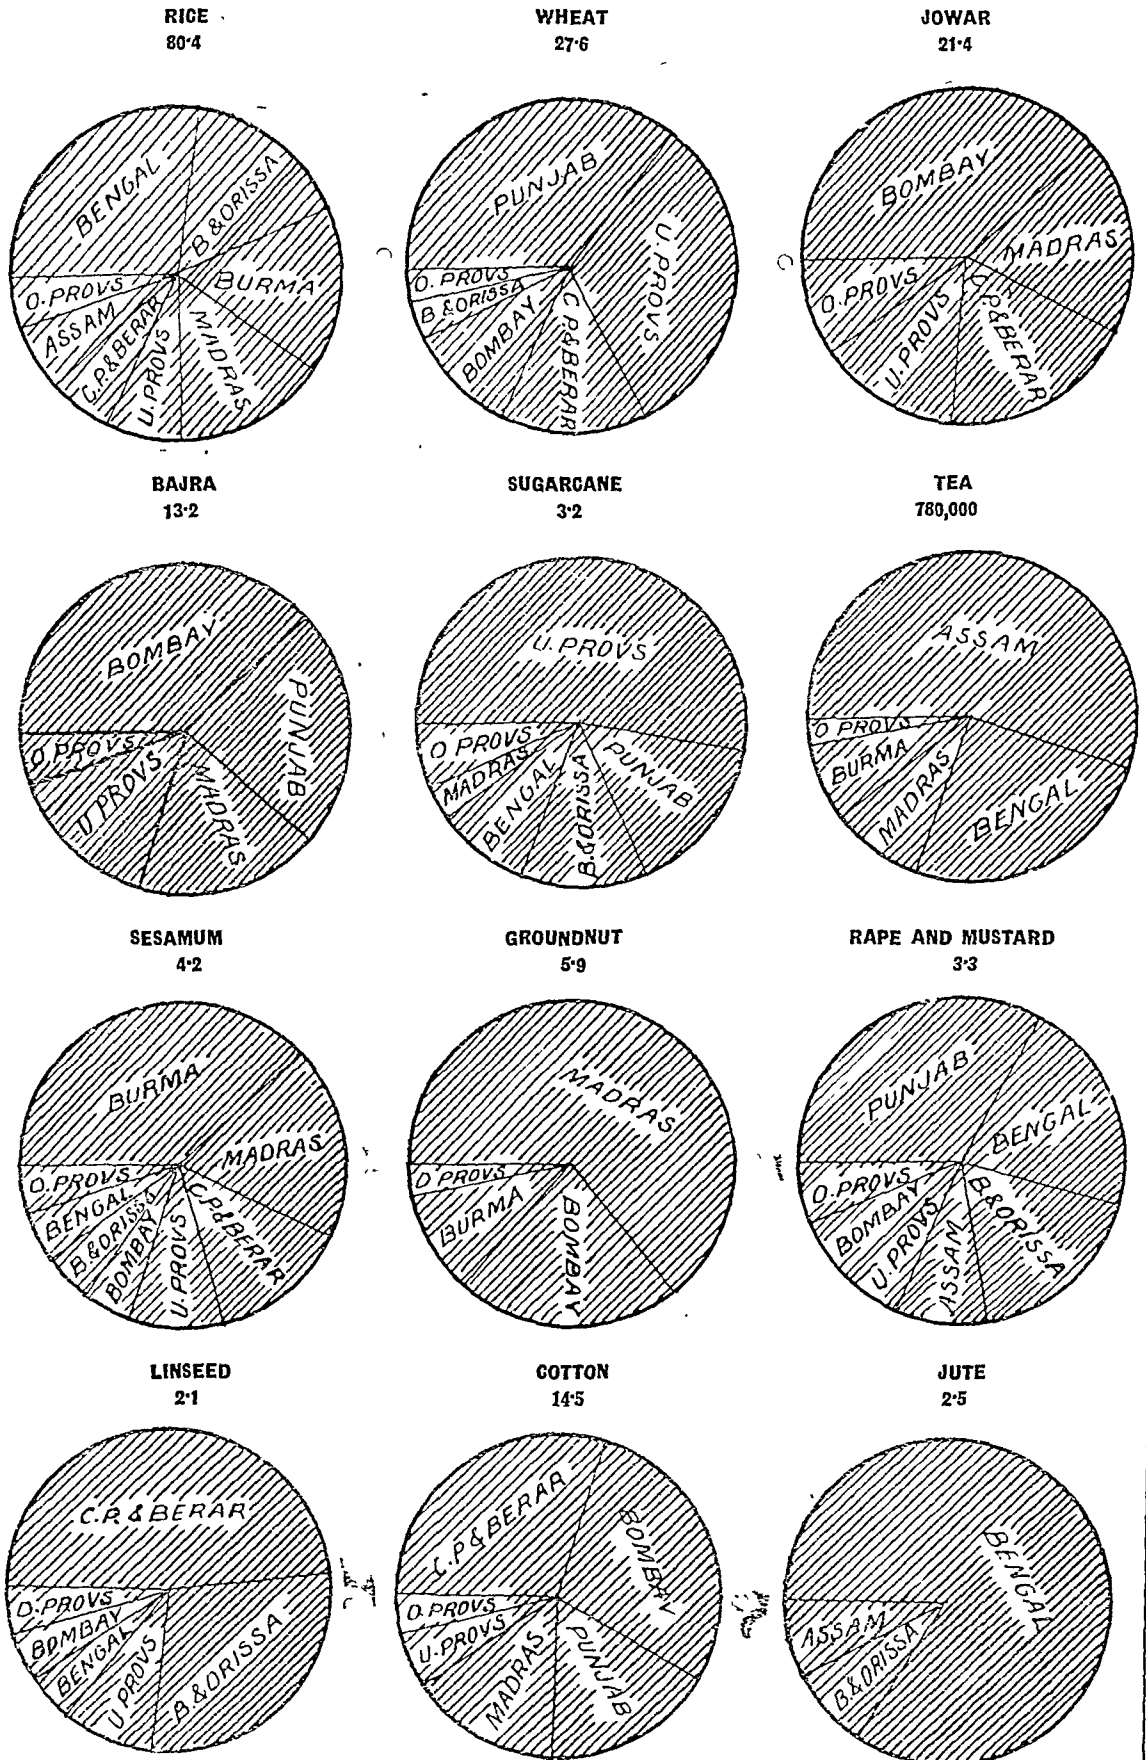 RICE
80·4
BENGAL
B & ORISSA
BURMA
MADRAS
U. PROVS
C.P. & BERAR
ASSAM
O. PROVS
WHEAT
27·6
PUNJAB
U. PROVS
C P & BERAR
BOMBAY
B & ORISSA
O. PROVS
JOWAR
21·4
BOMBAY
MADRAS
C P. & BERAR
U. PROVS
O. PROVS
BAJRA
13·2
BOMBAY
PUNJAB
MADRAS
U PROVS
O PROVS
SUGARCANE
3·2
U. PROVS
PUNJAB
B. & ORISSA
BENGAL
MADRAS
O PROVS
TEA
780,000
ASSAM
BENGAL
MADRAS
BURMA
O PROVS
SESAMUM
4·2
BURMA
MADRAS
C.P. & BERAR
U. PROVS
BOMBAY
B. & ORISSA
BENGAL
O. PROVS
GROUNDNUT
5·9
MADRAS
BOMBAY
BURMA
O PROVS
RAPE AND MUSTARD
3·3
PUNJAB
BENGAL
B & ORISSA
ASSAM
U. PROVS
BOMBAY
O. PROVS
LINSEED
2·1
C.P. & BERAR
B. & ORISSA
U PROVS
BENGAL
BOMBAY
O. PROVS
COTTON
14·5
C.P & BERAR
BOMBAY
PUNJAB
MADRAS
U. PROVS
O. PROVS
JUTE
2·5
BENGAL
B. & ORISSA
ASSAM